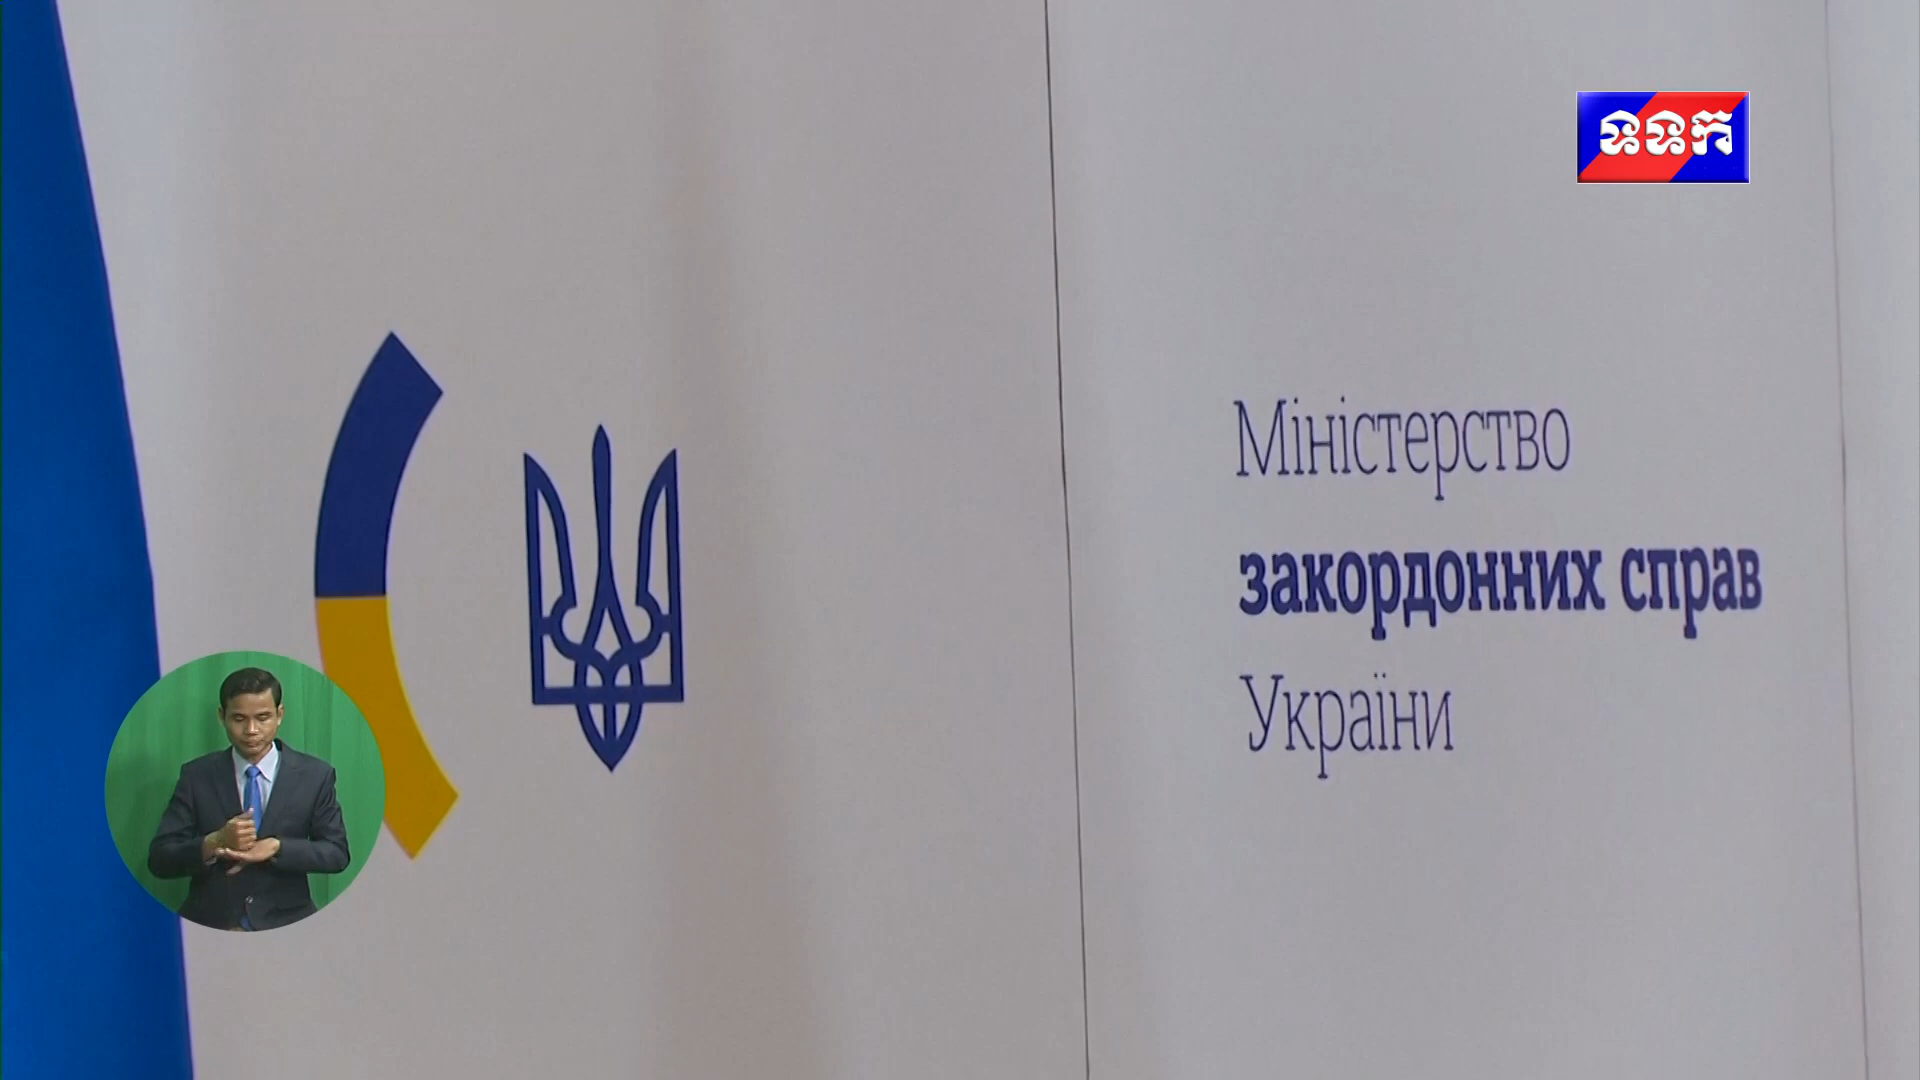 ទទក
Міністерство
закордонних справ
України